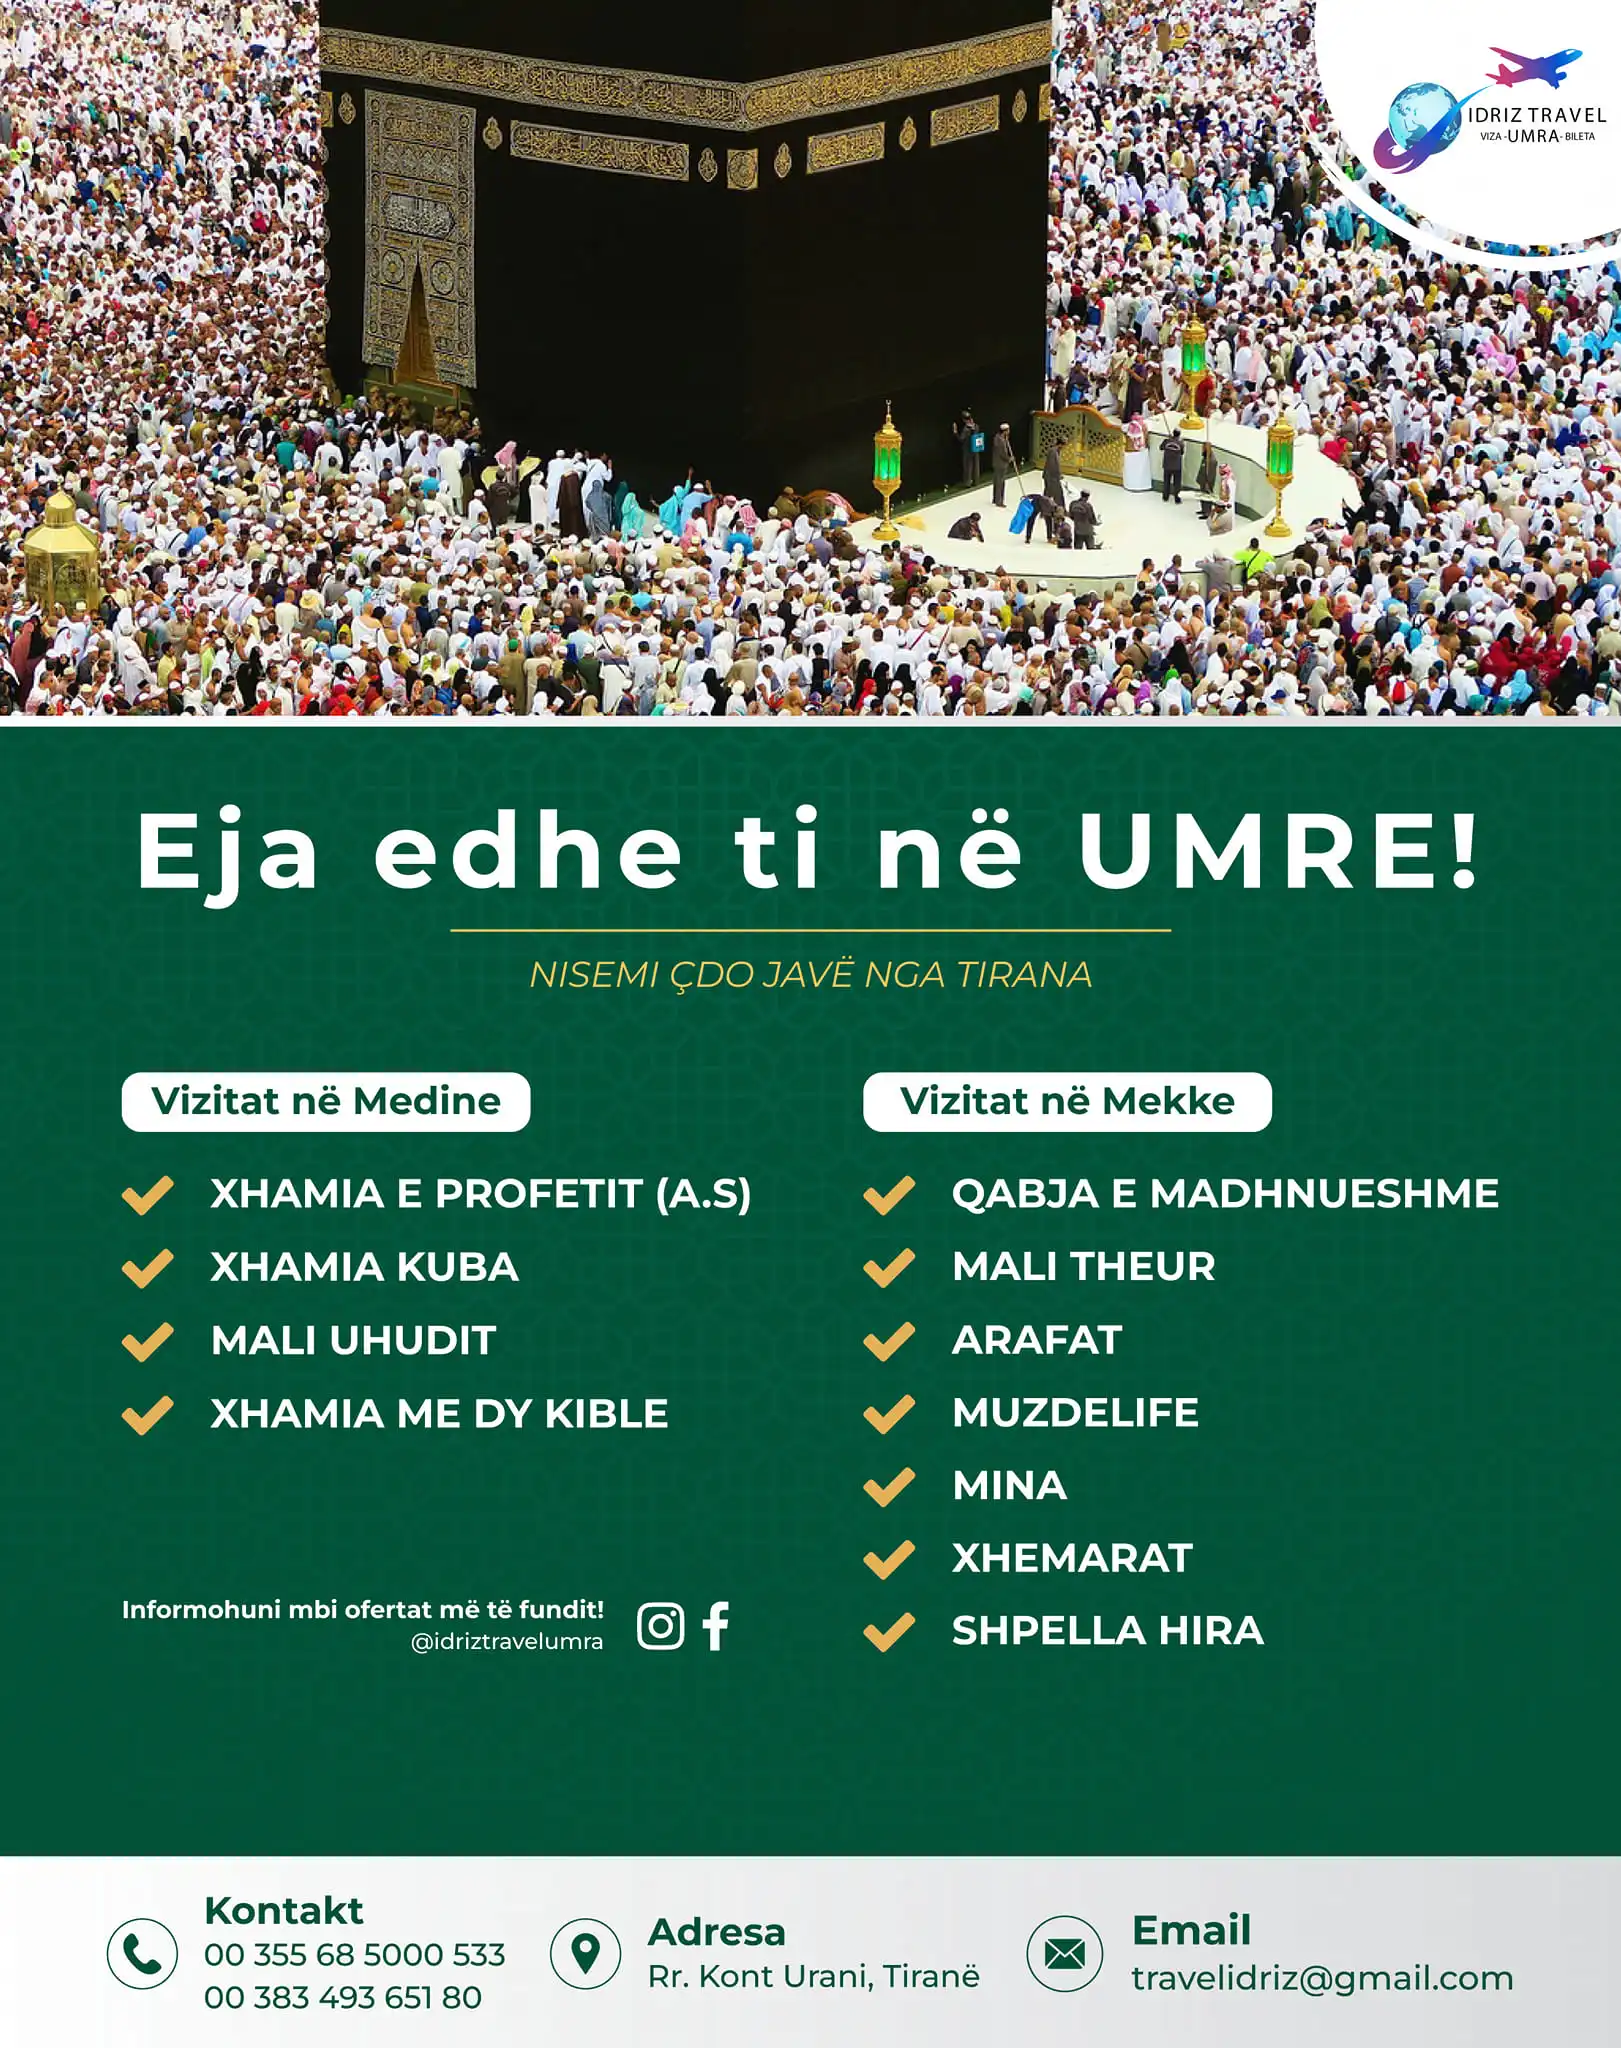 IDRIZ TRAVEL
VIZA - UMRA - BILETA
Eja edhe ti në UMRE!
NISEMI ÇDO JAVË NGA TIRANA
Vizitat në Medine
XHAMIA E PROFETIT (A.S)
XHAMIA KUBA
MALI UHUDIT
XHAMIA ME DY KIBLE
Vizitat në Mekke
QABJA E MADHNUESHME
MALI THEUR
ARAFAT
MUZDELIFE
MINA
XHEMARAT
SHPELLA HIRA
Informohuni mbi ofertat më të fundit!
@idriztravelumra
Kontakt
00 355 68 5000 533
00 383 493 651 80
Adresa
Rr. Kont Urani, Tiranë
Email
travelidriz@gmail.com